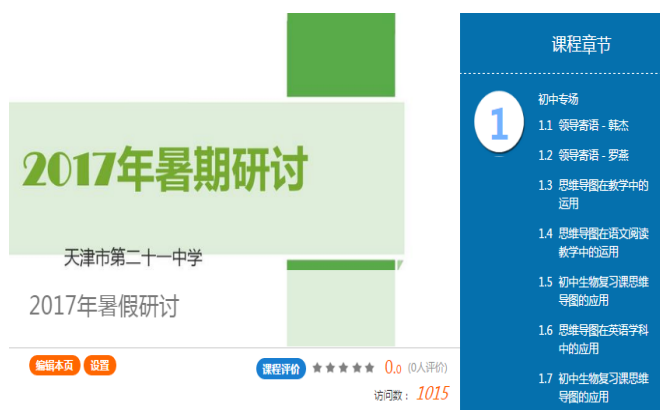 2017年暑期研讨
天津市第二十一中学
2017年暑假研讨
编辑本页 设置
课程评价 0.0 (0人评价)
访问数： 1015
课程章节
1
初中专场
1.1 领导寄语 - 韩杰
1.2 领导寄语 - 罗燕
1.3 思维导图在教学中的
运用
1.4 思维导图在语文阅读
教学中的运用
1.5 初中生物复习课思维
导图的应用
1.6 思维导图在英语学科
中的应用
1.7 初中生物复习课思维
导图的应用